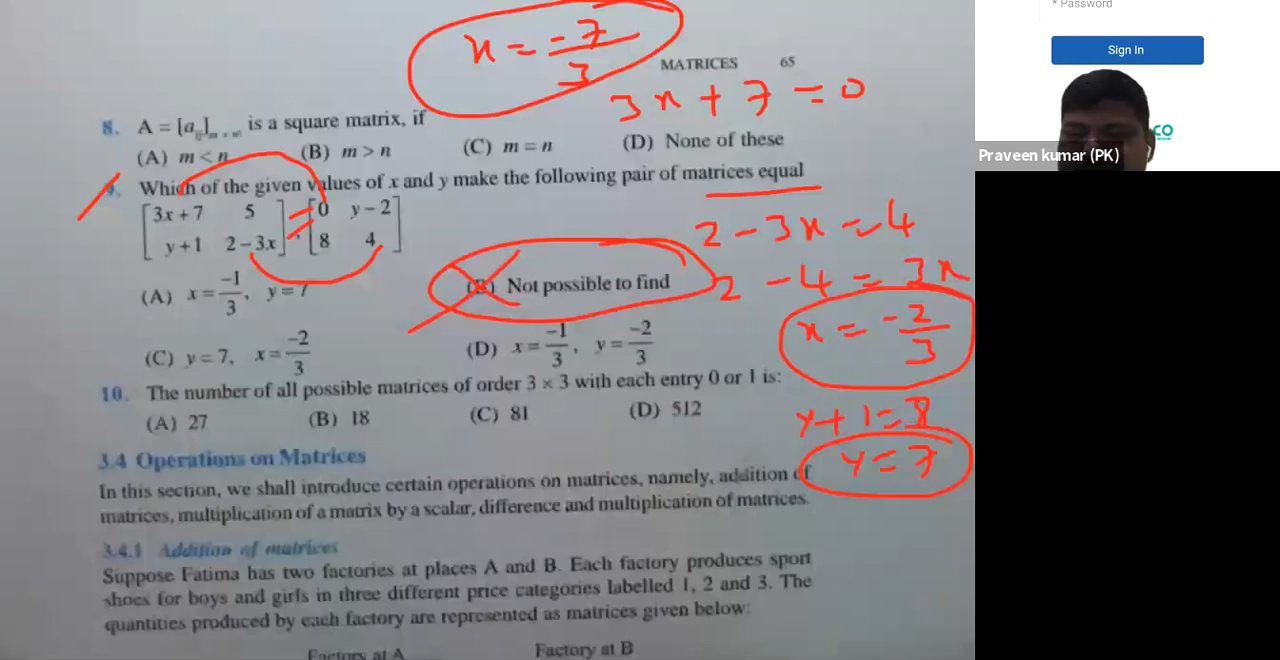 * Password
Sign In
CO
Praveen kumar (PK)
x = -7/3
MATRICES 65
3x + 7 = 0
8. A = [a_ij]_m × n is a square matrix, if
(A) m < n (B) m > n (C) m = n (D) None of these
9. Which of the given values of x and y make the following pair of matrices equal
[3x + 7 5] = [0 y – 2]
[y + 1 2 – 3x] , [8 4]
2 - 3x = 4
2 - 4 = 3x
x = -2/3
(A) x = -1/3, y = 7 (B) Not possible to find
(C) y = 7, x = -2/3 (D) x = -1/3, y = -2/3
y + 1 = 8
y = 7
10. The number of all possible matrices of order 3 × 3 with each entry 0 or 1 is:
(A) 27 (B) 18 (C) 81 (D) 512
3.4 Operations on Matrices
In this section, we shall introduce certain operations on matrices, namely, addition of
matrices, multiplication of a matrix by a scalar, difference and multiplication of matrices.
3.4.1 Addition of matrices
Suppose Fatima has two factories at places A and B. Each factory produces sport
shoes for boys and girls in three different price categories labelled 1, 2 and 3. The
quantities produced by each factory are represented as matrices given below:
Factory at A Factory at B